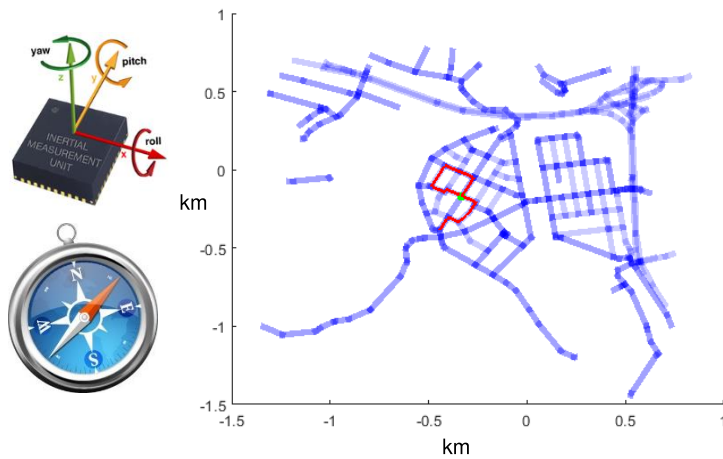 yaw
z
y
pitch
roll
x
INERTIAL
MEASUREMENT
UNIT
N
E
S
W
km
1
0.5
0
-0.5
-1
-1.5
-1.5
-1
-0.5
0
0.5
1
km